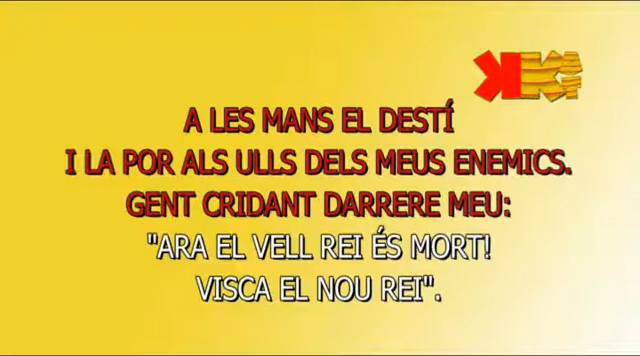 A LES MANS EL DESTÍ
I LA POR ALS ULLS DELS MEUS ENEMICS.
GENT CRIDANT DARRERE MEU:
"ARA EL VELL REI ÉS MORT!
VISCA EL NOU REI".